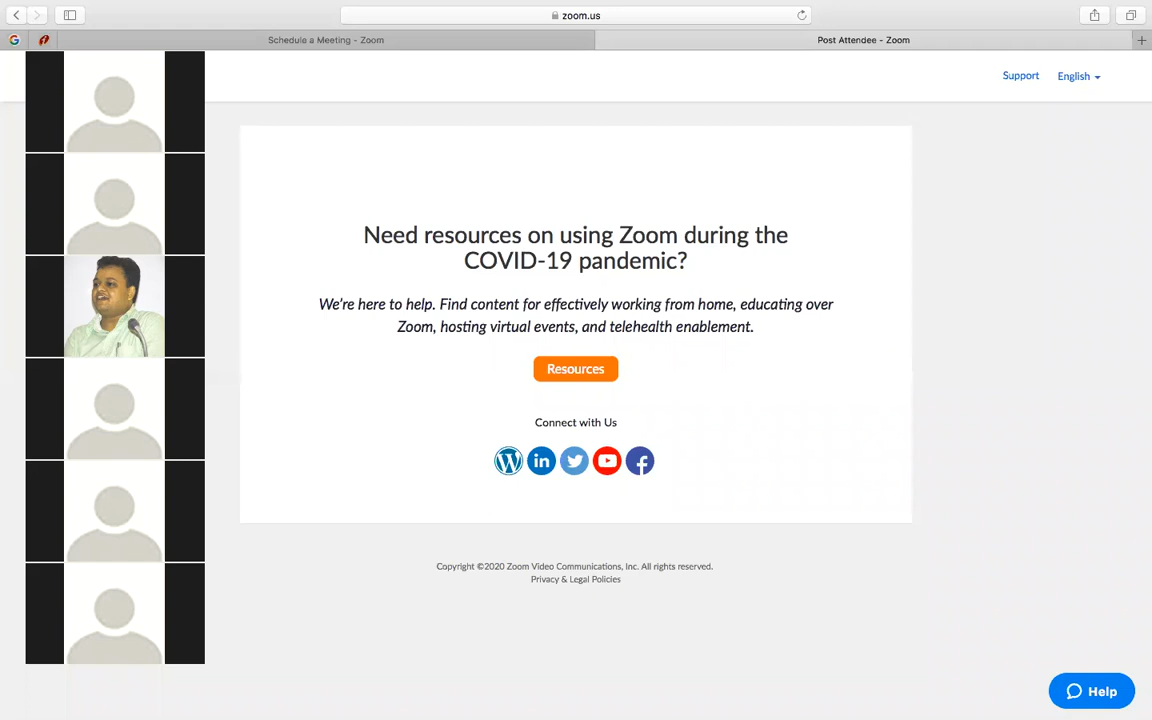 zoom.us
Schedule a Meeting - Zoom
Post Attendee - Zoom
Support
English
Need resources on using Zoom during the
COVID-19 pandemic?
We're here to help. Find content for effectively working from home, educating over
Zoom, hosting virtual events, and telehealth enablement.
Resources
Connect with Us
Copyright ©2020 Zoom Video Communications, Inc. All rights reserved.
Privacy & Legal Policies
Help